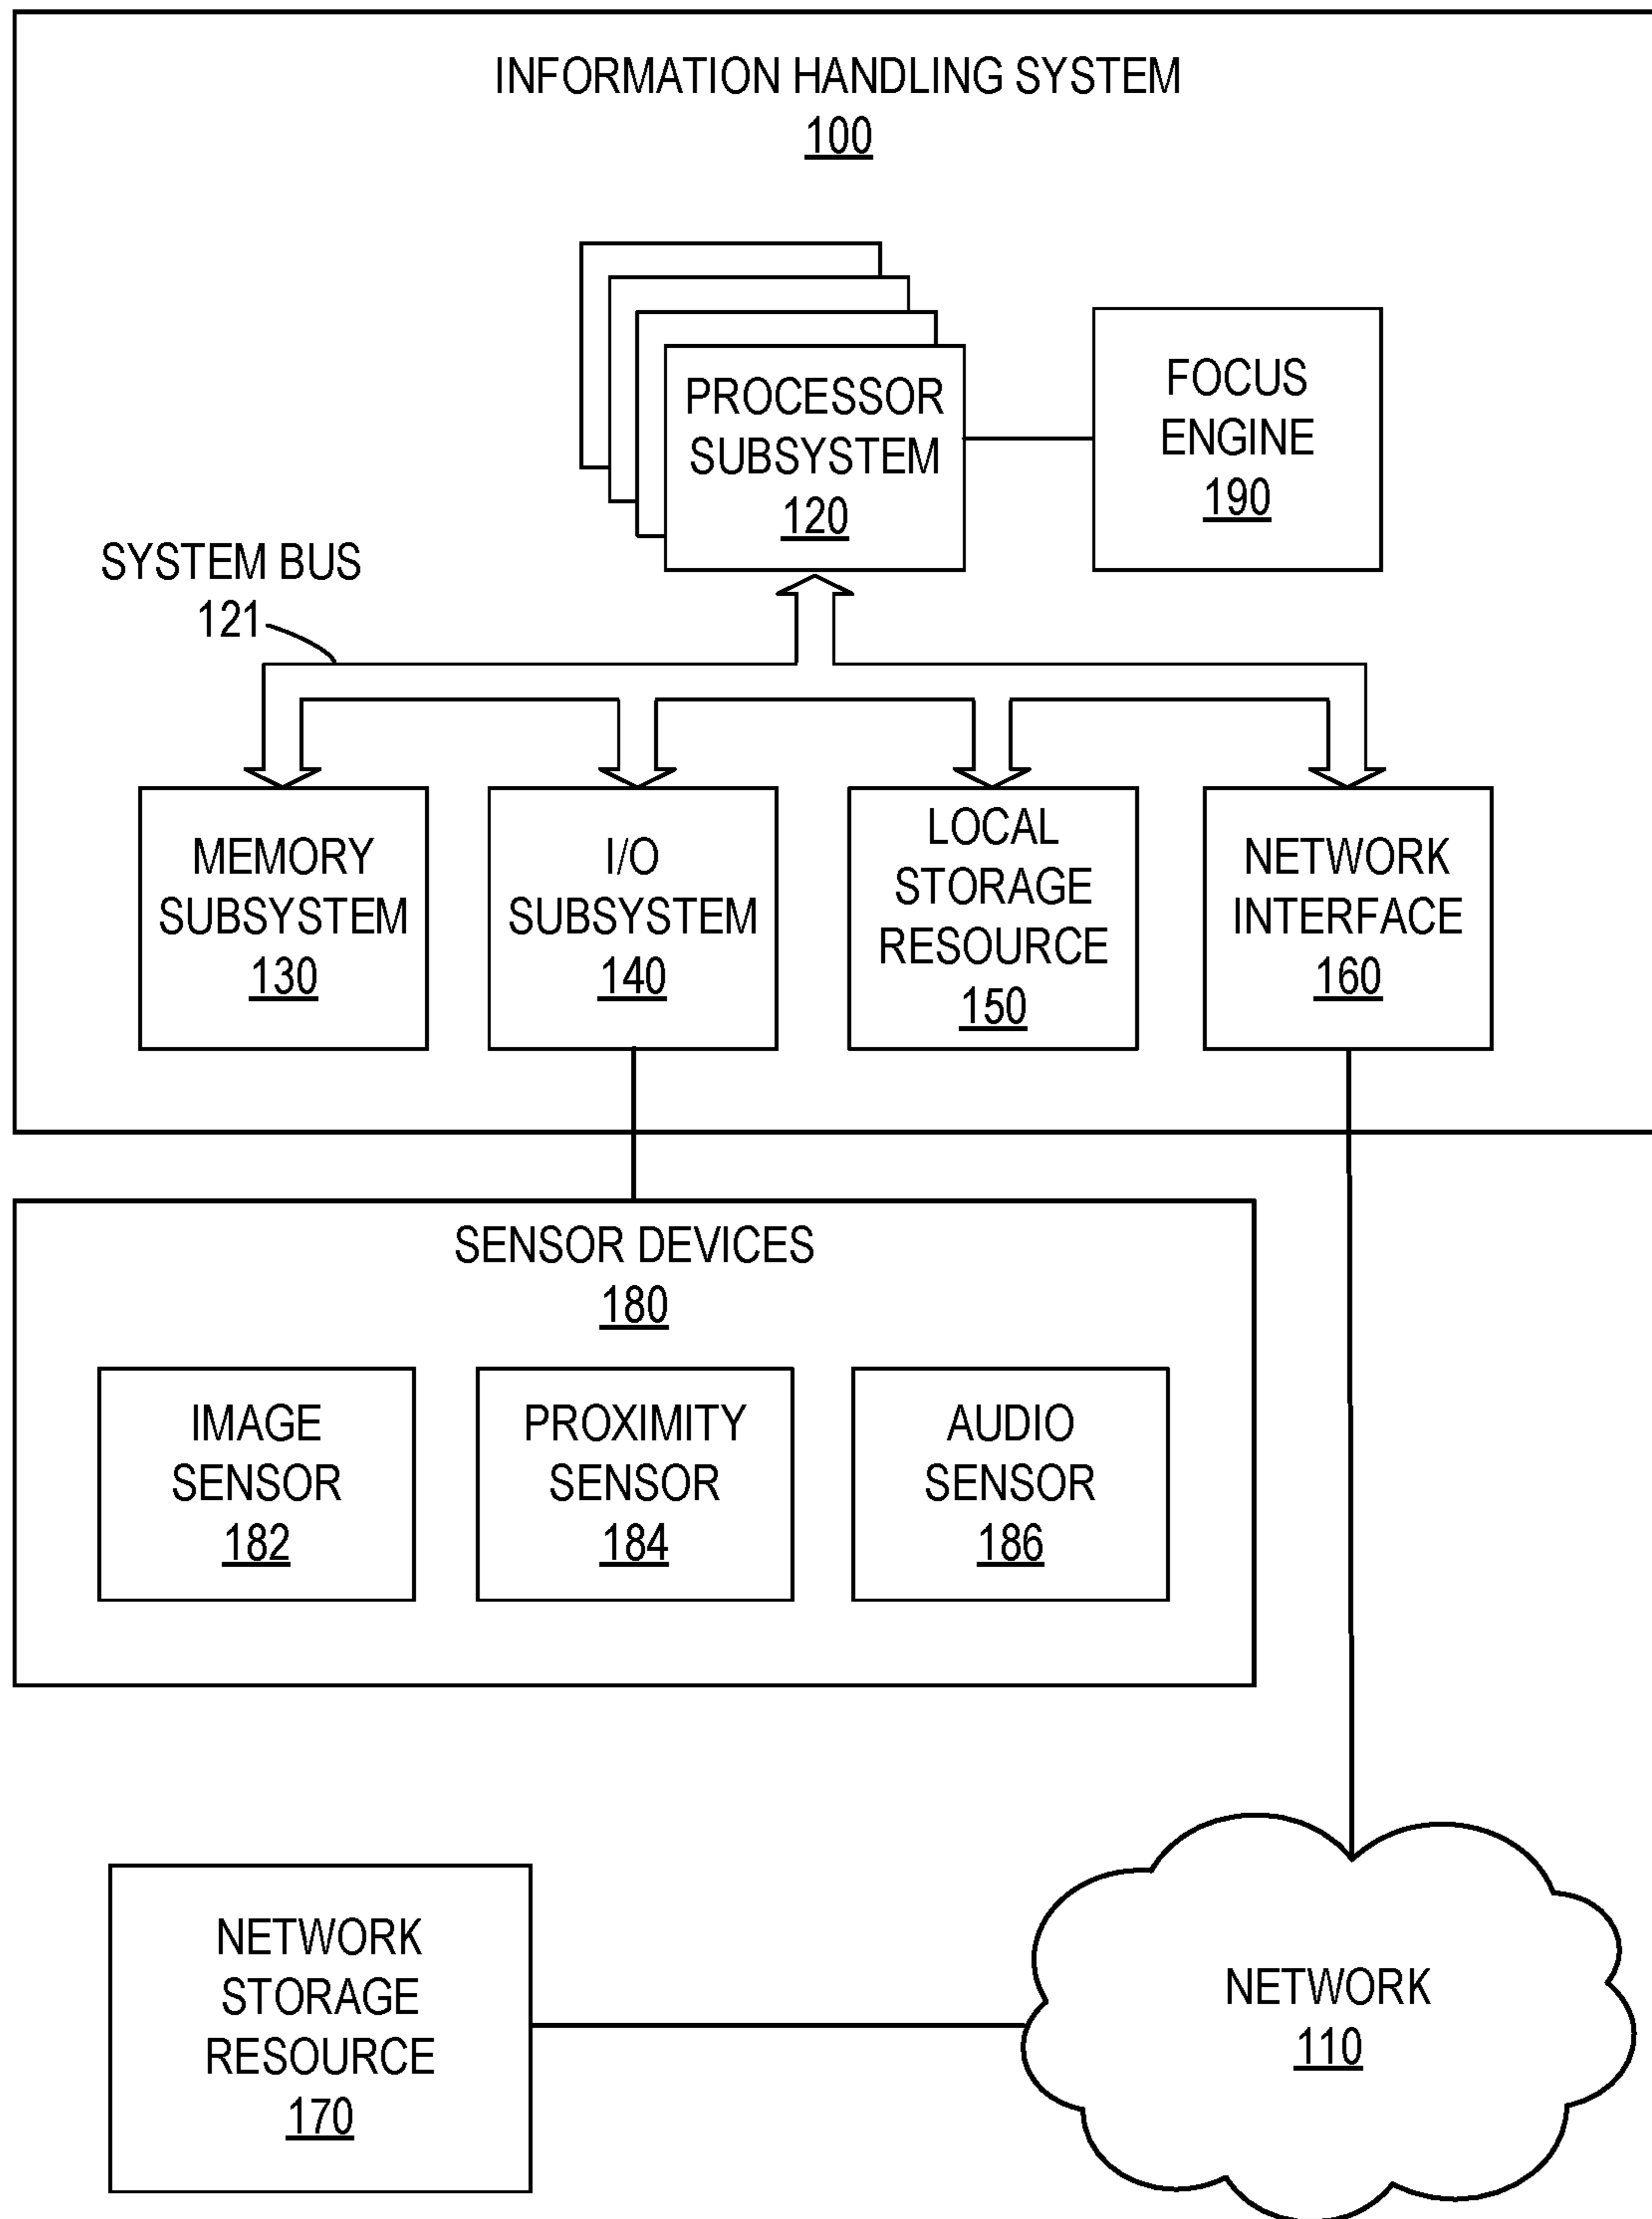 INFORMATION HANDLING SYSTEM
100
PROCESSOR
SUBSYSTEM
120
FOCUS
ENGINE
190
SYSTEM BUS
121
MEMORY
SUBSYSTEM
130
I/O
SUBSYSTEM
140
LOCAL
STORAGE
RESOURCE
150
NETWORK
INTERFACE
160
SENSOR DEVICES
180
IMAGE
SENSOR
182
PROXIMITY
SENSOR
184
AUDIO
SENSOR
186
NETWORK
STORAGE
RESOURCE
170
NETWORK
110